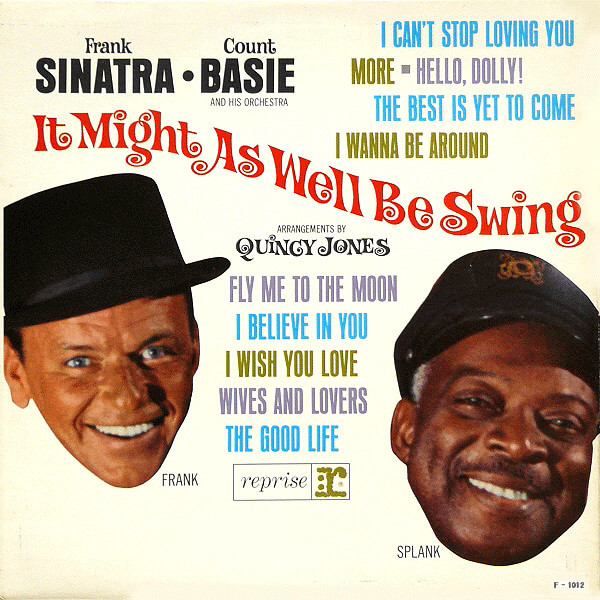 Frank
SINATRA •
Count
BASIE
AND HIS ORCHESTRA
I CAN'T STOP LOVING YOU
MORE ▪ HELLO, DOLLY!
THE BEST IS YET TO COME
I WANNA BE AROUND
It Might As Well Be Swing
ARRANGEMENTS BY
QUINCY JONES
FLY ME TO THE MOON
I BELIEVE IN YOU
I WISH YOU LOVE
WIVES AND LOVERS
THE GOOD LIFE
FRANK
reprise r
SPLANK
F - 1012